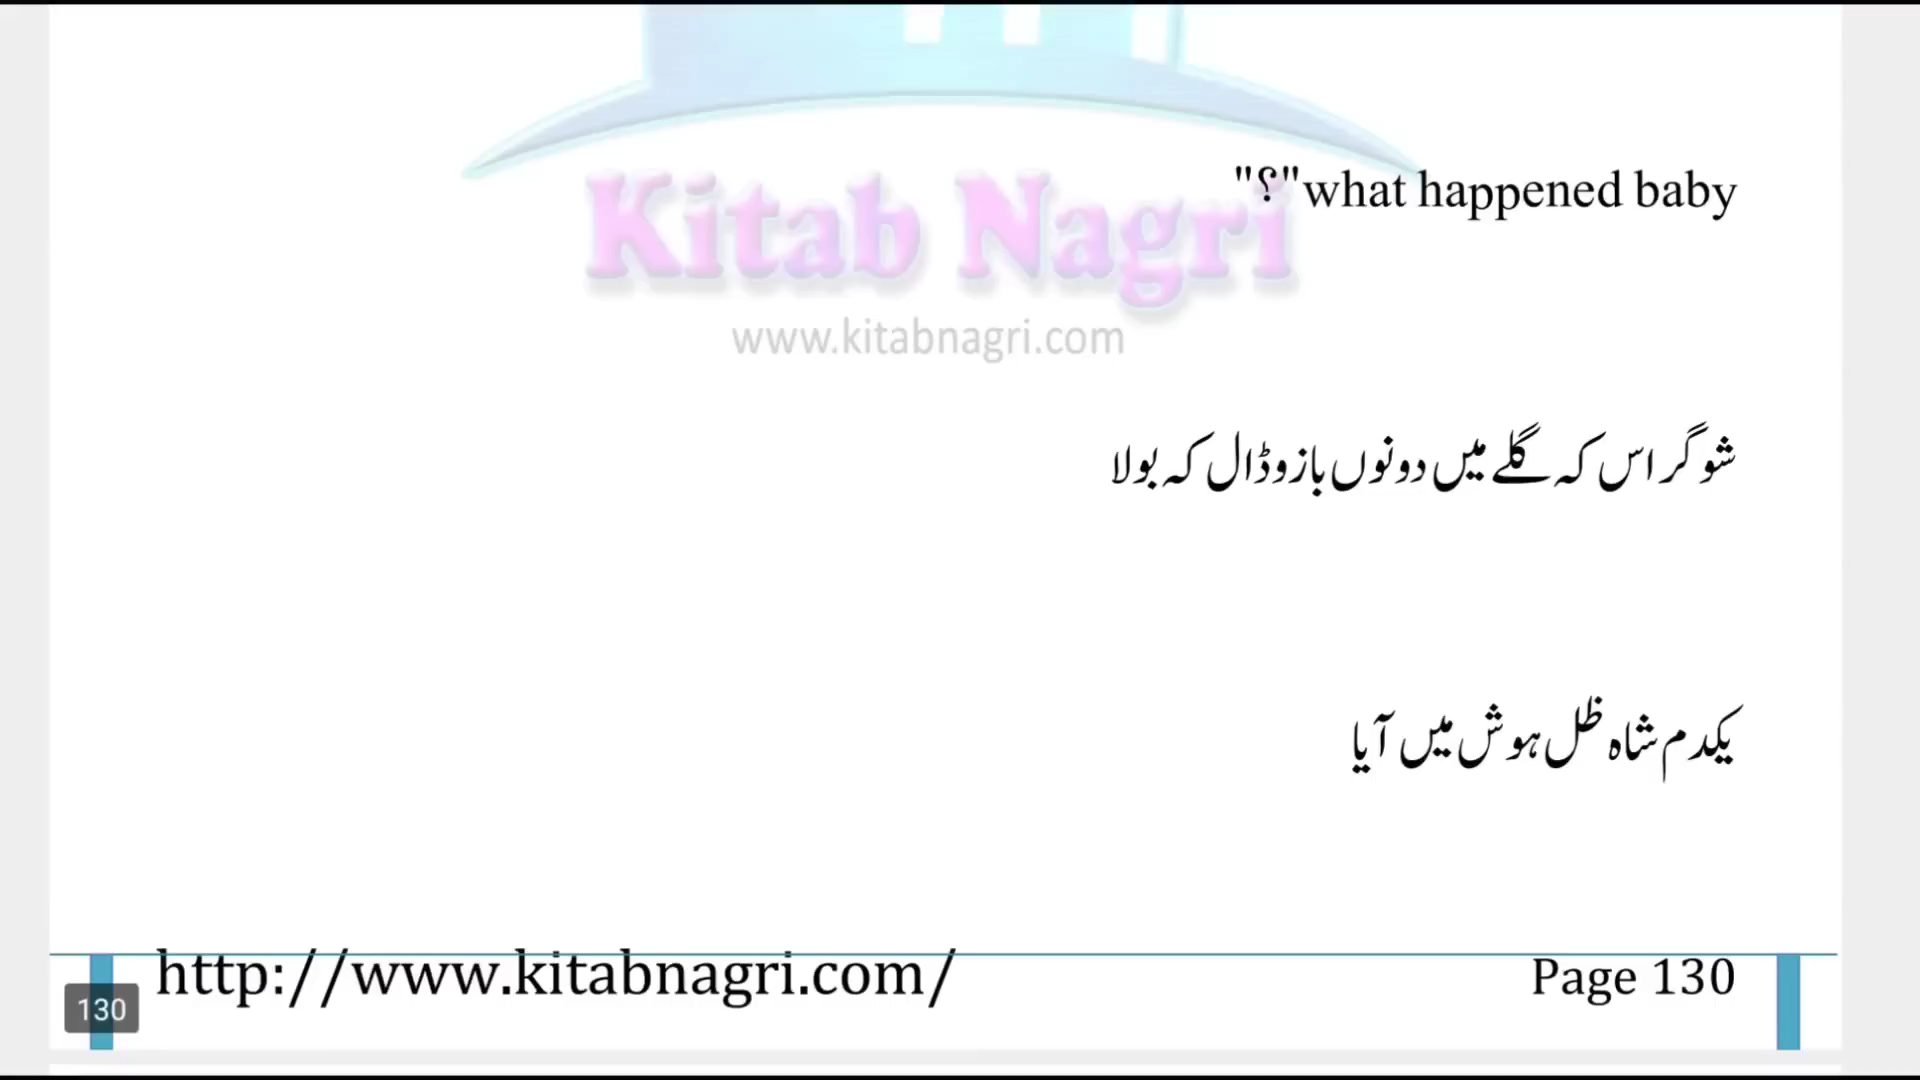 "؟"what happened baby
Kitab Nagri
www.kitabnagri.com
شوگر اس کہ گلے میں دونوں بازو ڈال کہ بولا
یکدم شاہ ظل ہوش میں آیا
http://www.kitabnagri.com/
Page 130
130